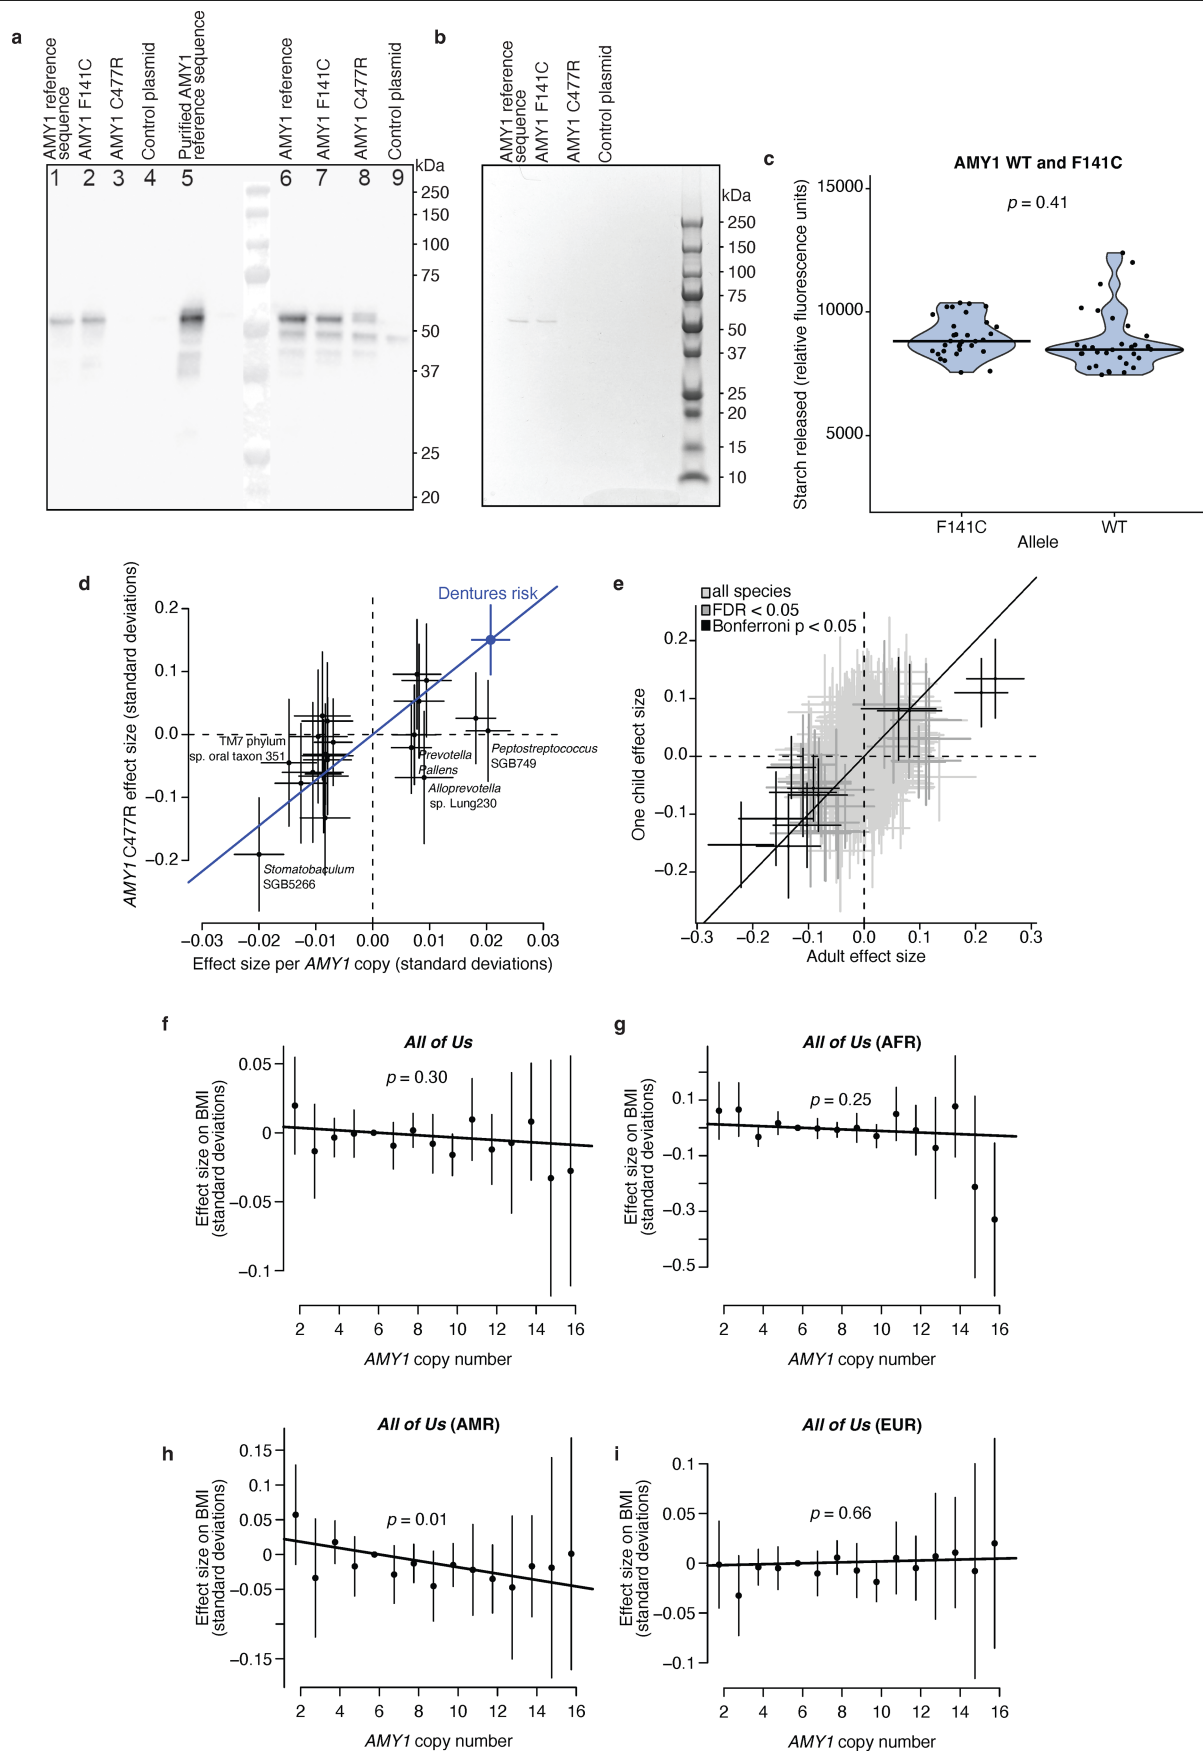 a
AMY1 reference
sequence
AMY1 F141C
AMY1 C477R
Control plasmid
Purified AMY1
reference sequence
AMY1 reference
AMY1 F141C
AMY1 C477R
Control plasmid
1 2 3 4 5 6 7 8 9
kDa
250
150
100
75
50
37
25
20
b
AMY1 reference
sequence
AMY1 F141C
AMY1 C477R
Control plasmid
kDa
250
150
100
75
50
37
25
20
15
10
c
AMY1 WT and F141C
p = 0.41
Starch released (relative fluorescence units)
15000
10000
5000
F141C WT
Allele
d
AMY1 C477R effect size (standard deviations)
0.2
0.1
0.0
−0.1
−0.2
Dentures risk
TM7 phylum
sp. oral taxon 351
Prevotella
Pallens
Peptostreptococcus
SGB749
Alloprevotella
sp. Lung230
Stomatobaculum
SGB5266
−0.03 −0.02 −0.01 0.00 0.01 0.02 0.03
Effect size per AMY1 copy (standard deviations)
e
all species
FDR < 0.05
Bonferroni p < 0.05
One child effect size
0.2
0.1
0.0
−0.1
−0.2
−0.3 −0.2 −0.1 0.0 0.1 0.2 0.3
Adult effect size
f
All of Us
p = 0.30
Effect size on BMI
(standard deviations)
0.05
0
−0.05
−0.1
2 4 6 8 10 12 14 16
AMY1 copy number
g
All of Us (AFR)
p = 0.25
Effect size on BMI
(standard deviations)
0.1
−0.1
−0.3
−0.5
2 4 6 8 10 12 14 16
AMY1 copy number
h
All of Us (AMR)
p = 0.01
Effect size on BMI
(standard deviations)
0.15
0.1
0.05
0
−0.05
−0.15
2 4 6 8 10 12 14 16
AMY1 copy number
i
All of Us (EUR)
p = 0.66
Effect size on BMI
(standard deviations)
0.1
0.05
0
−0.05
−0.1
2 4 6 8 10 12 14 16
AMY1 copy number